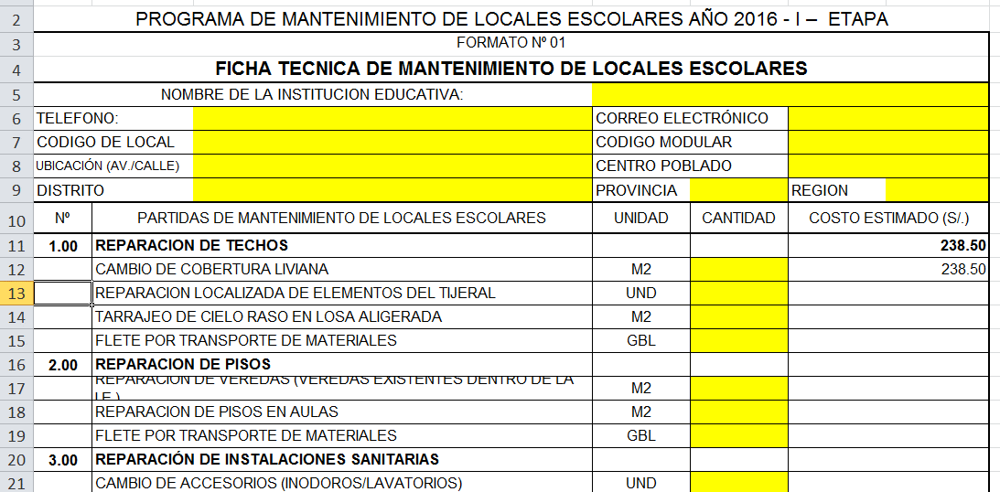 2 PROGRAMA DE MANTENIMIENTO DE LOCALES ESCOLARES AÑO 2016 - I – ETAPA
3 FORMATO Nº 01
4 FICHA TECNICA DE MANTENIMIENTO DE LOCALES ESCOLARES
5 NOMBRE DE LA INSTITUCION EDUCATIVA:
6 TELEFONO: CORREO ELECTRÓNICO
7 CODIGO DE LOCAL CODIGO MODULAR
8 UBICACIÓN (AV./CALLE) CENTRO POBLADO
9 DISTRITO PROVINCIA REGION
10 Nº PARTIDAS DE MANTENIMIENTO DE LOCALES ESCOLARES UNIDAD CANTIDAD COSTO ESTIMADO (S/.)
11 1.00 REPARACION DE TECHOS 238.50
12 CAMBIO DE COBERTURA LIVIANA M2 238.50
13 REPARACION LOCALIZADA DE ELEMENTOS DEL TIJERAL UND
14 TARRAJEO DE CIELO RASO EN LOSA ALIGERADA M2
15 FLETE POR TRANSPORTE DE MATERIALES GBL
16 2.00 REPARACION DE PISOS
17 REPARACION DE VEREDAS (VEREDAS EXISTENTES DENTRO DE LA M2
I.E.)
18 REPARACION DE PISOS EN AULAS M2
19 FLETE POR TRANSPORTE DE MATERIALES GBL
20 3.00 REPARACIÓN DE INSTALACIONES SANITARIAS
21 CAMBIO DE ACCESORIOS (INODOROS/LAVATORIOS) UND